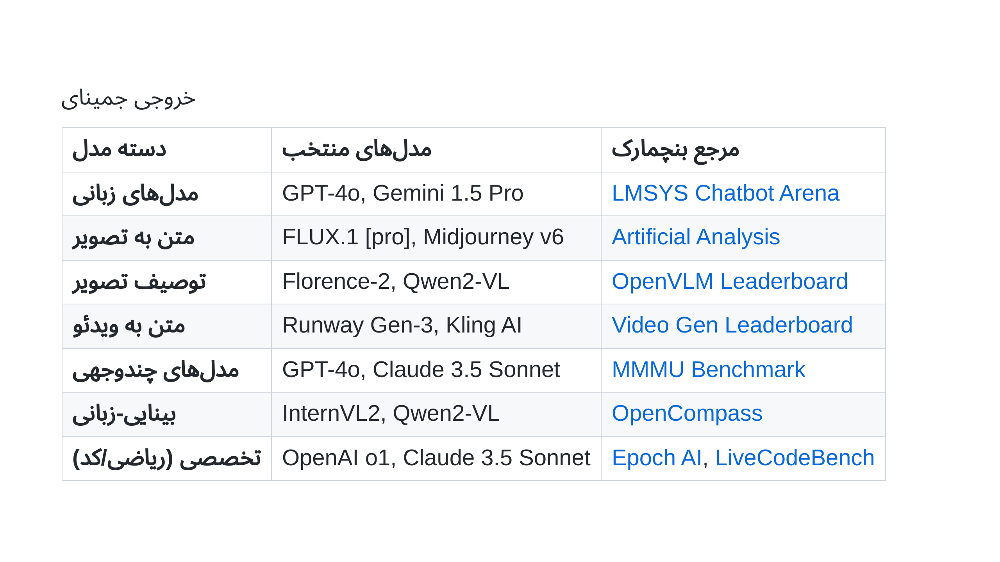 خروجی جمینای
دسته مدل	مدل‌های منتخب	مرجع بنچمارک
مدل‌های زبانی	GPT-4o, Gemini 1.5 Pro	LMSYS Chatbot Arena
متن به تصویر	FLUX.1 [pro], Midjourney v6	Artificial Analysis
توصیف تصویر	Florence-2, Qwen2-VL	OpenVLM Leaderboard
متن به ویدئو	Runway Gen-3, Kling AI	Video Gen Leaderboard
مدل‌های چندوجهی	GPT-4o, Claude 3.5 Sonnet	MMMU Benchmark
بینایی-زبانی	InternVL2, Qwen2-VL	OpenCompass
تخصصی (ریاضی/کد)	OpenAI o1, Claude 3.5 Sonnet	Epoch AI, LiveCodeBench